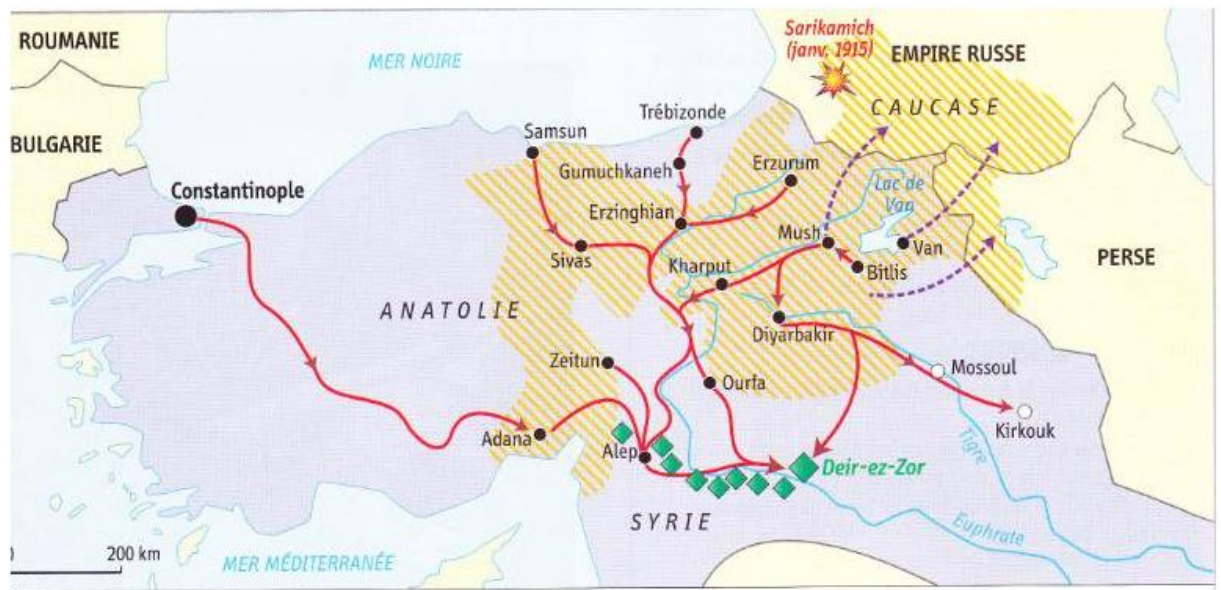 ROUMANIE
MER NOIRE
Sarikamich
(janv. 1915)
EMPIRE RUSSE
CAUCASE
BULGARIE
Trébizonde
Samsun
Gumuchkaneh
Erzurum
Constantinople
Lac de
Van
Erzinghian
Mush
Van
Sivas
Kharput
Bitlis
PERSE
ANATOLIE
Diyarbakir
Zeitun
Mossoul
Ourfa
Kirkouk
Adana
Alep
Tigre
Deir-ez-Zor
SYRIE
Euphrate
0
200 km
MER MÉDITERRANÉE